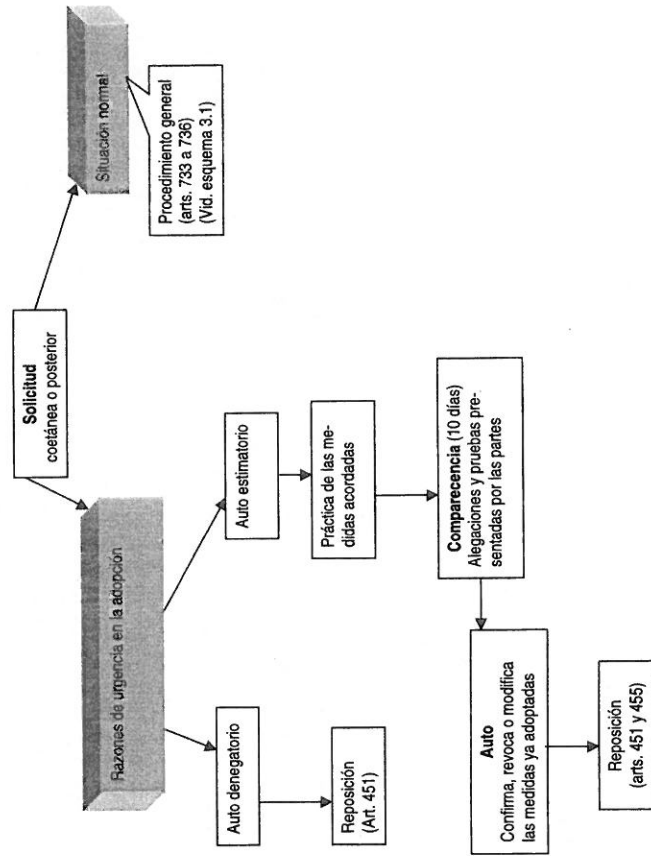 Solicitud
coetánea o posterior
Razones de urgencia en la adopción
Situación normal
Procedimiento general
(arts. 733 a 736)
(Vid. esquema 3.1)
Auto denegatorio
Auto estimatorio
Reposición
(Art. 451)
Práctica de las me-
didas acordadas
Comparecencia (10 días)
Alegaciones y pruebas pre-
sentadas por las partes
Auto
Confirma, revoca o modifica
las medidas ya adoptadas
Reposición
(arts. 451 y 455)